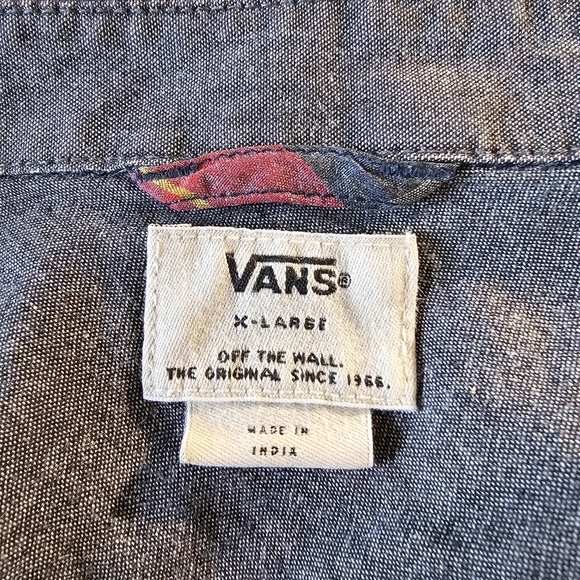 VANS®
X-LARGE
OFF THE WALL.
THE ORIGINAL SINCE 1966.
MADE IN
INDIA